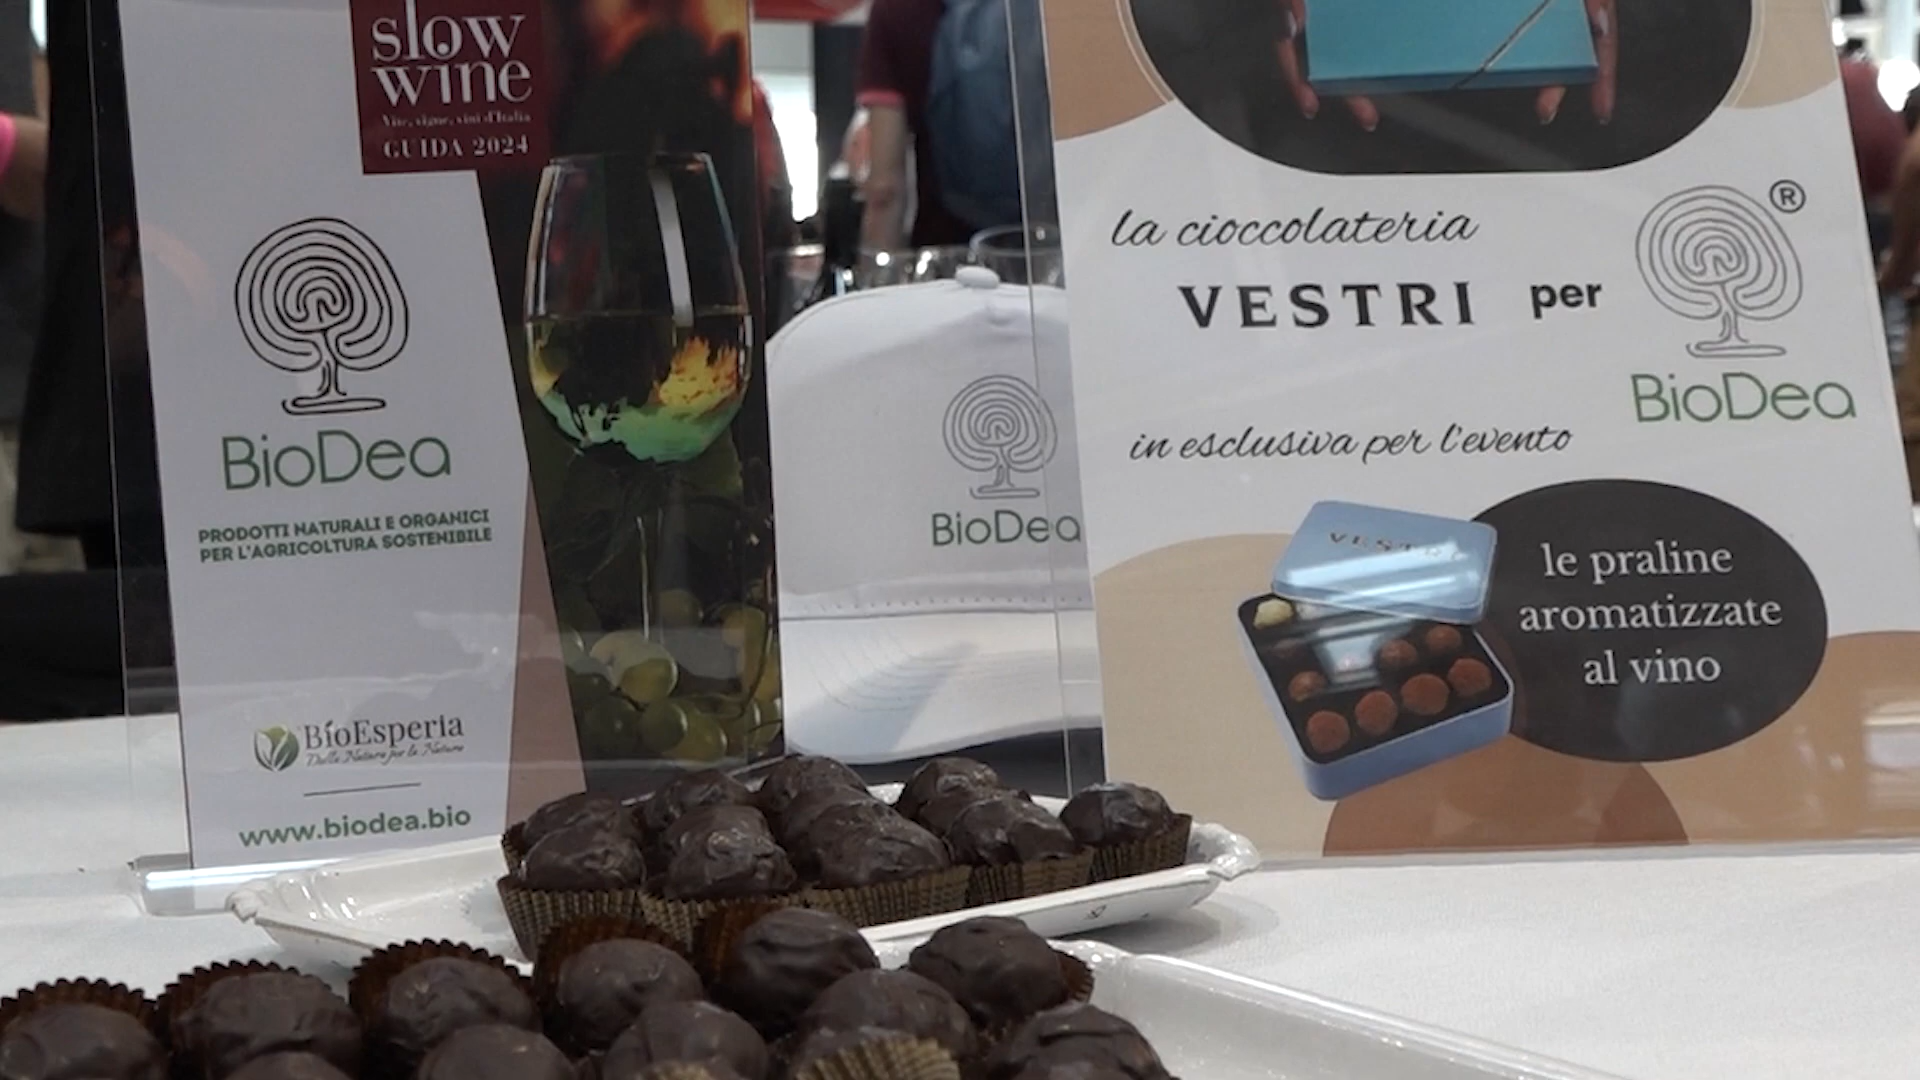 slow
wine
Vite, vigne, vini d'Italia
GUIDA 2024
BioDea
PRODOTTI NATURALI E ORGANICI
PER L'AGRICOLTURA SOSTENIBILE
BioEsperia
Dalla Natura per la Natura
www.biodea.bio
BioDea
la cioccolateria
VESTRI per
®
BioDea
in esclusiva per l'evento
VESTRI
le praline
aromatizzate
al vino